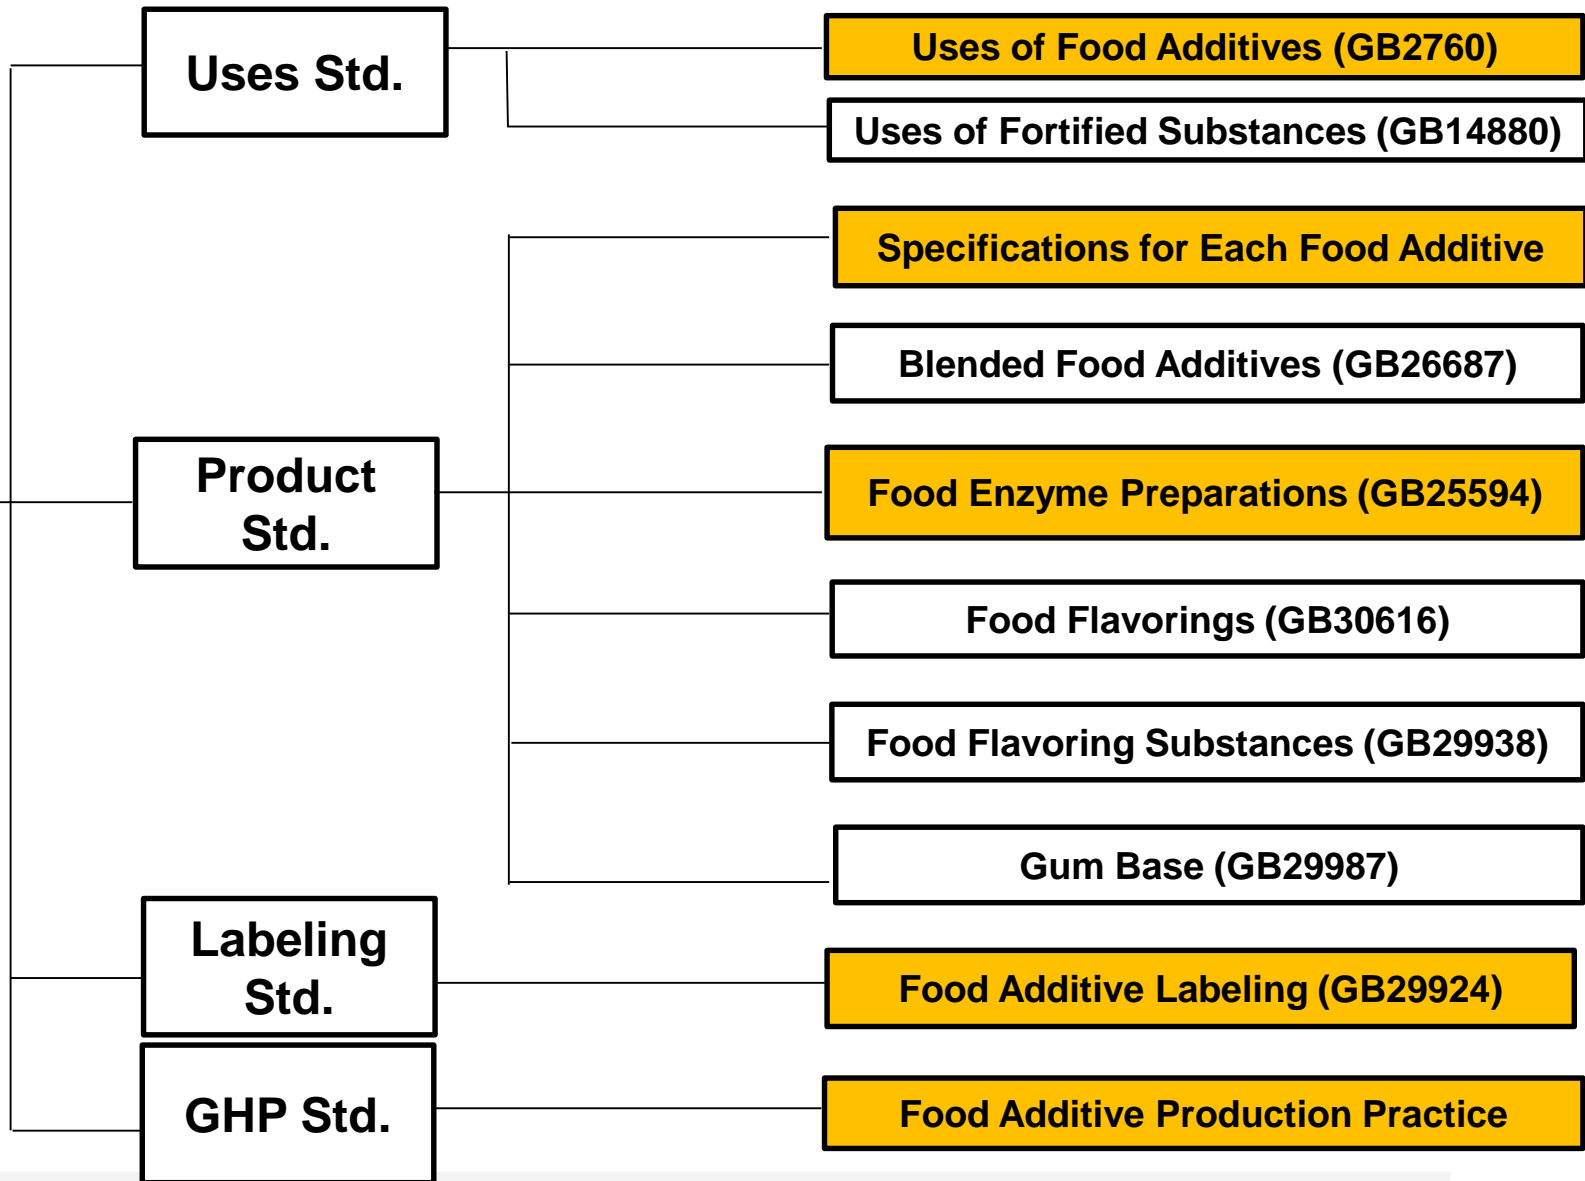 Uses Std.
Uses of Food Additives (GB2760)
Uses of Fortified Substances (GB14880)
Product
Std.
Specifications for Each Food Additive
Blended Food Additives (GB26687)
Food Enzyme Preparations (GB25594)
Food Flavorings (GB30616)
Food Flavoring Substances (GB29938)
Gum Base (GB29987)
Labeling
Std.
Food Additive Labeling (GB29924)
GHP Std.
Food Additive Production Practice